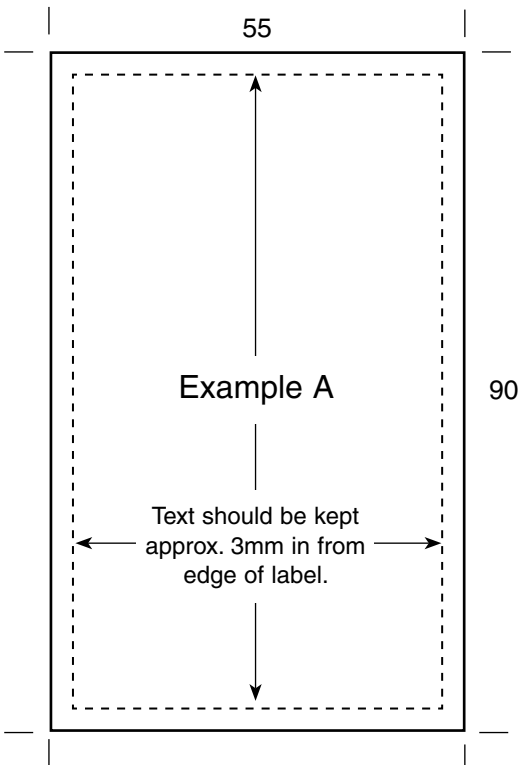 55
Example A
90
Text should be kept
approx. 3mm in from
edge of label.